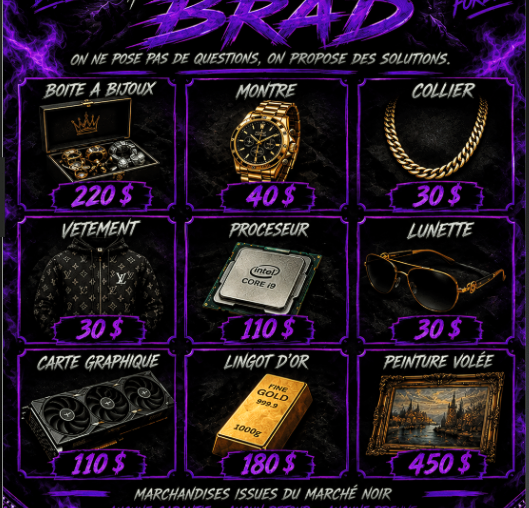 BRAD
ON NE POSE PAS DE QUESTIONS, ON PROPOSE DES SOLUTIONS.
BOITE A BIJOUX
MONTRE
COLLIER
220 $
40 $
30 $
VETEMENT
PROCESEUR
LUNETTE
LV
intel
CORE i9
30 $
110 $
30 $
CARTE GRAPHIQUE
LINGOT D'OR
PEINTURE VOLÉE
FINE
GOLD
999.9
1000g
110 $
180 $
450 $
MARCHANDISES ISSUES DU MARCHÉ NOIR